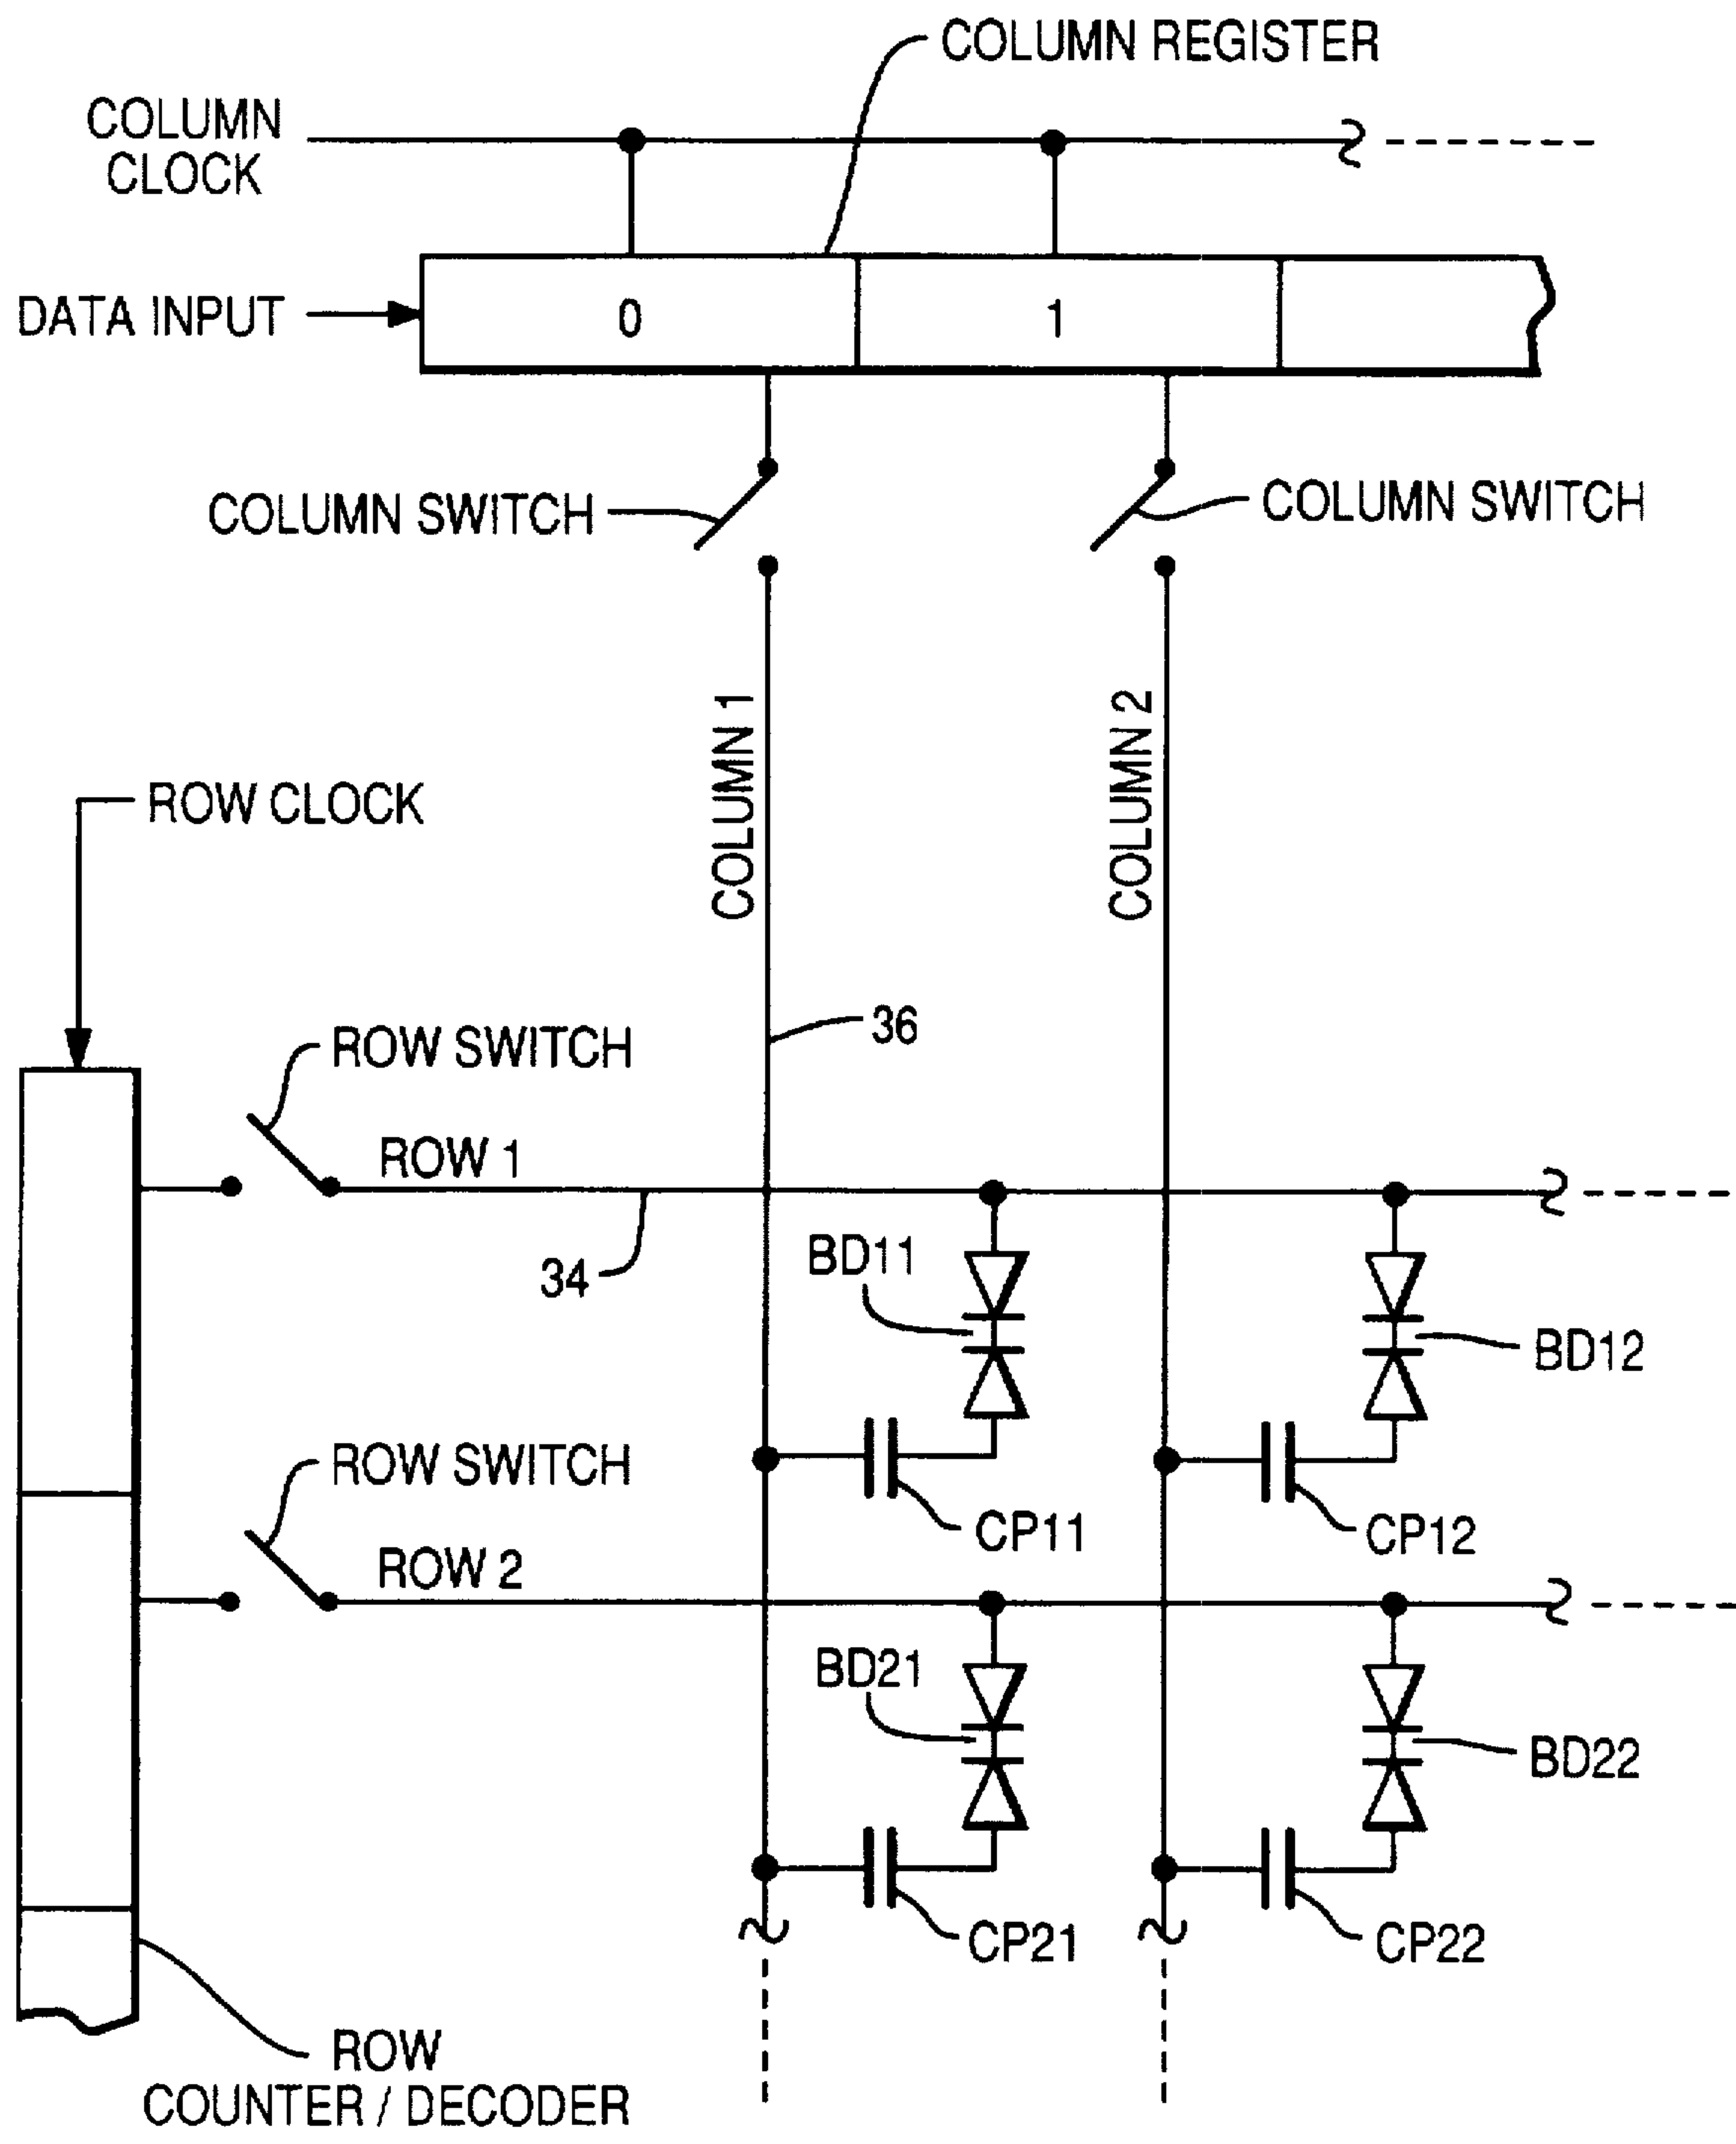 COLUMN REGISTER
COLUMN
CLOCK
DATA INPUT
0
1
COLUMN SWITCH
COLUMN SWITCH
COLUMN 1
COLUMN 2
ROW CLOCK
36
ROW SWITCH
ROW 1
34
BD11
BD12
ROW SWITCH
CP11
CP12
ROW 2
BD21
BD22
CP21
CP22
ROW
COUNTER / DECODER